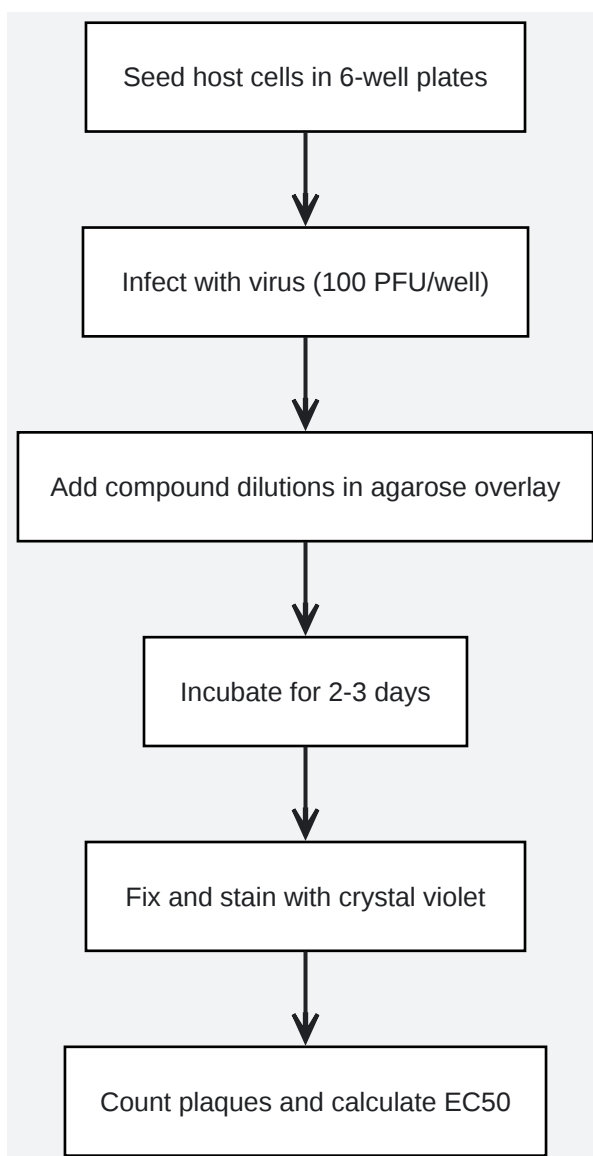 Seed host cells in 6-well plates
Infect with virus (100 PFU/well)
Add compound dilutions in agarose overlay
Incubate for 2-3 days
Fix and stain with crystal violet
Count plaques and calculate EC50